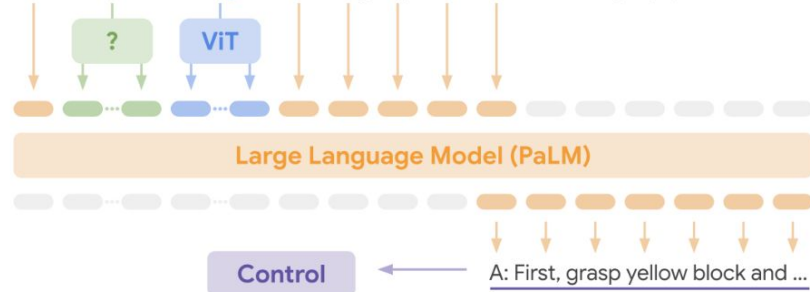 ? ViT
Large Language Model (PaLM)
Control A: First, grasp yellow block and ...